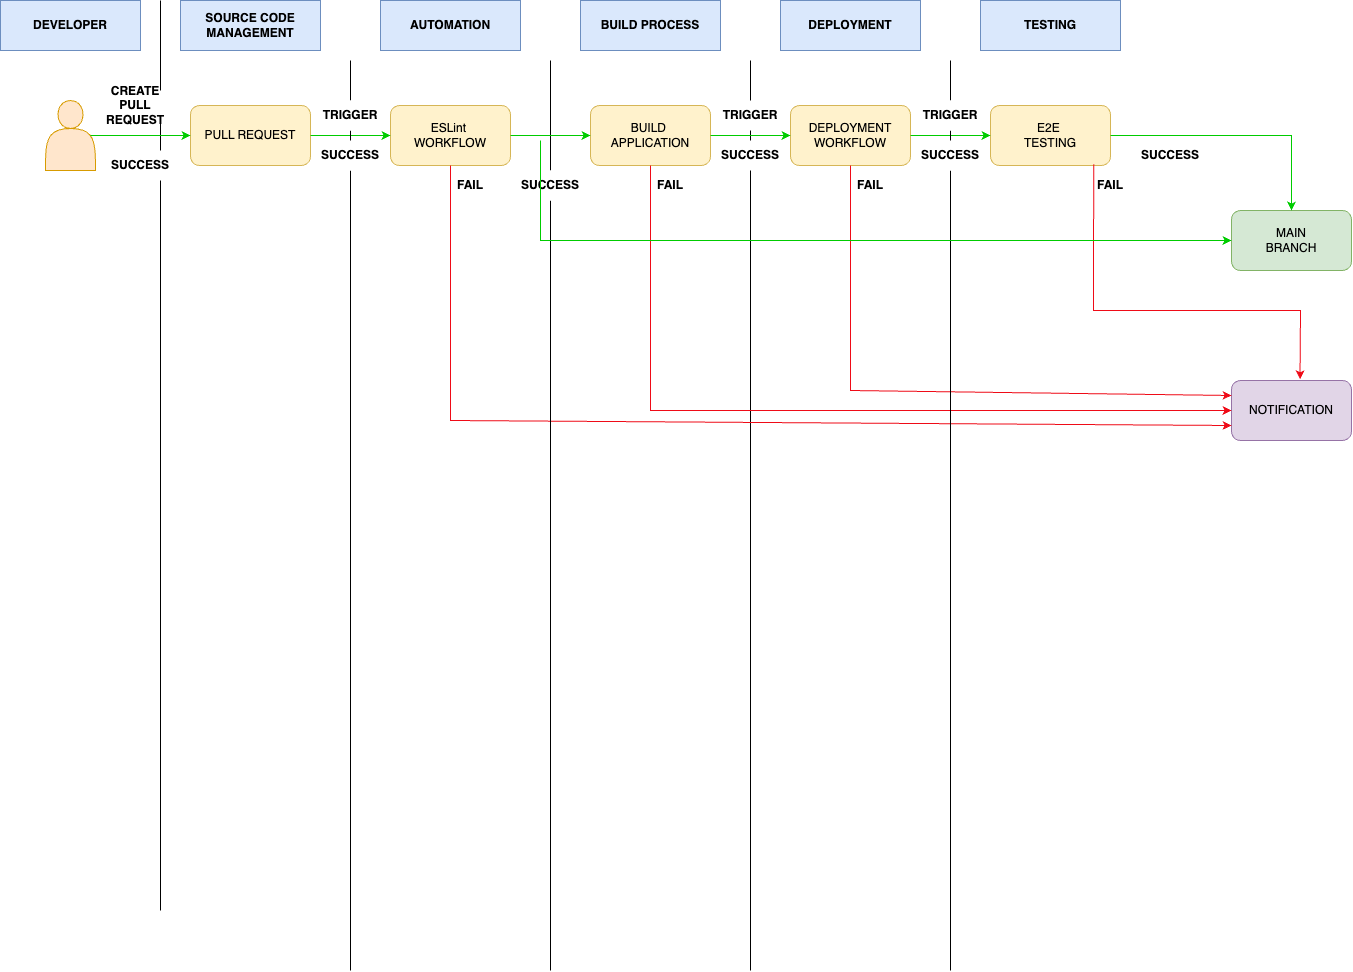 DEVELOPER
SOURCE CODE
MANAGEMENT
AUTOMATION
BUILD PROCESS
DEPLOYMENT
TESTING
CREATE
PULL
REQUEST
SUCCESS
PULL REQUEST
TRIGGER
SUCCESS
ESLint
WORKFLOW
FAIL
SUCCESS
BUILD
APPLICATION
FAIL
TRIGGER
SUCCESS
DEPLOYMENT
WORKFLOW
FAIL
TRIGGER
SUCCESS
E2E
TESTING
FAIL
SUCCESS
MAIN
BRANCH
NOTIFICATION